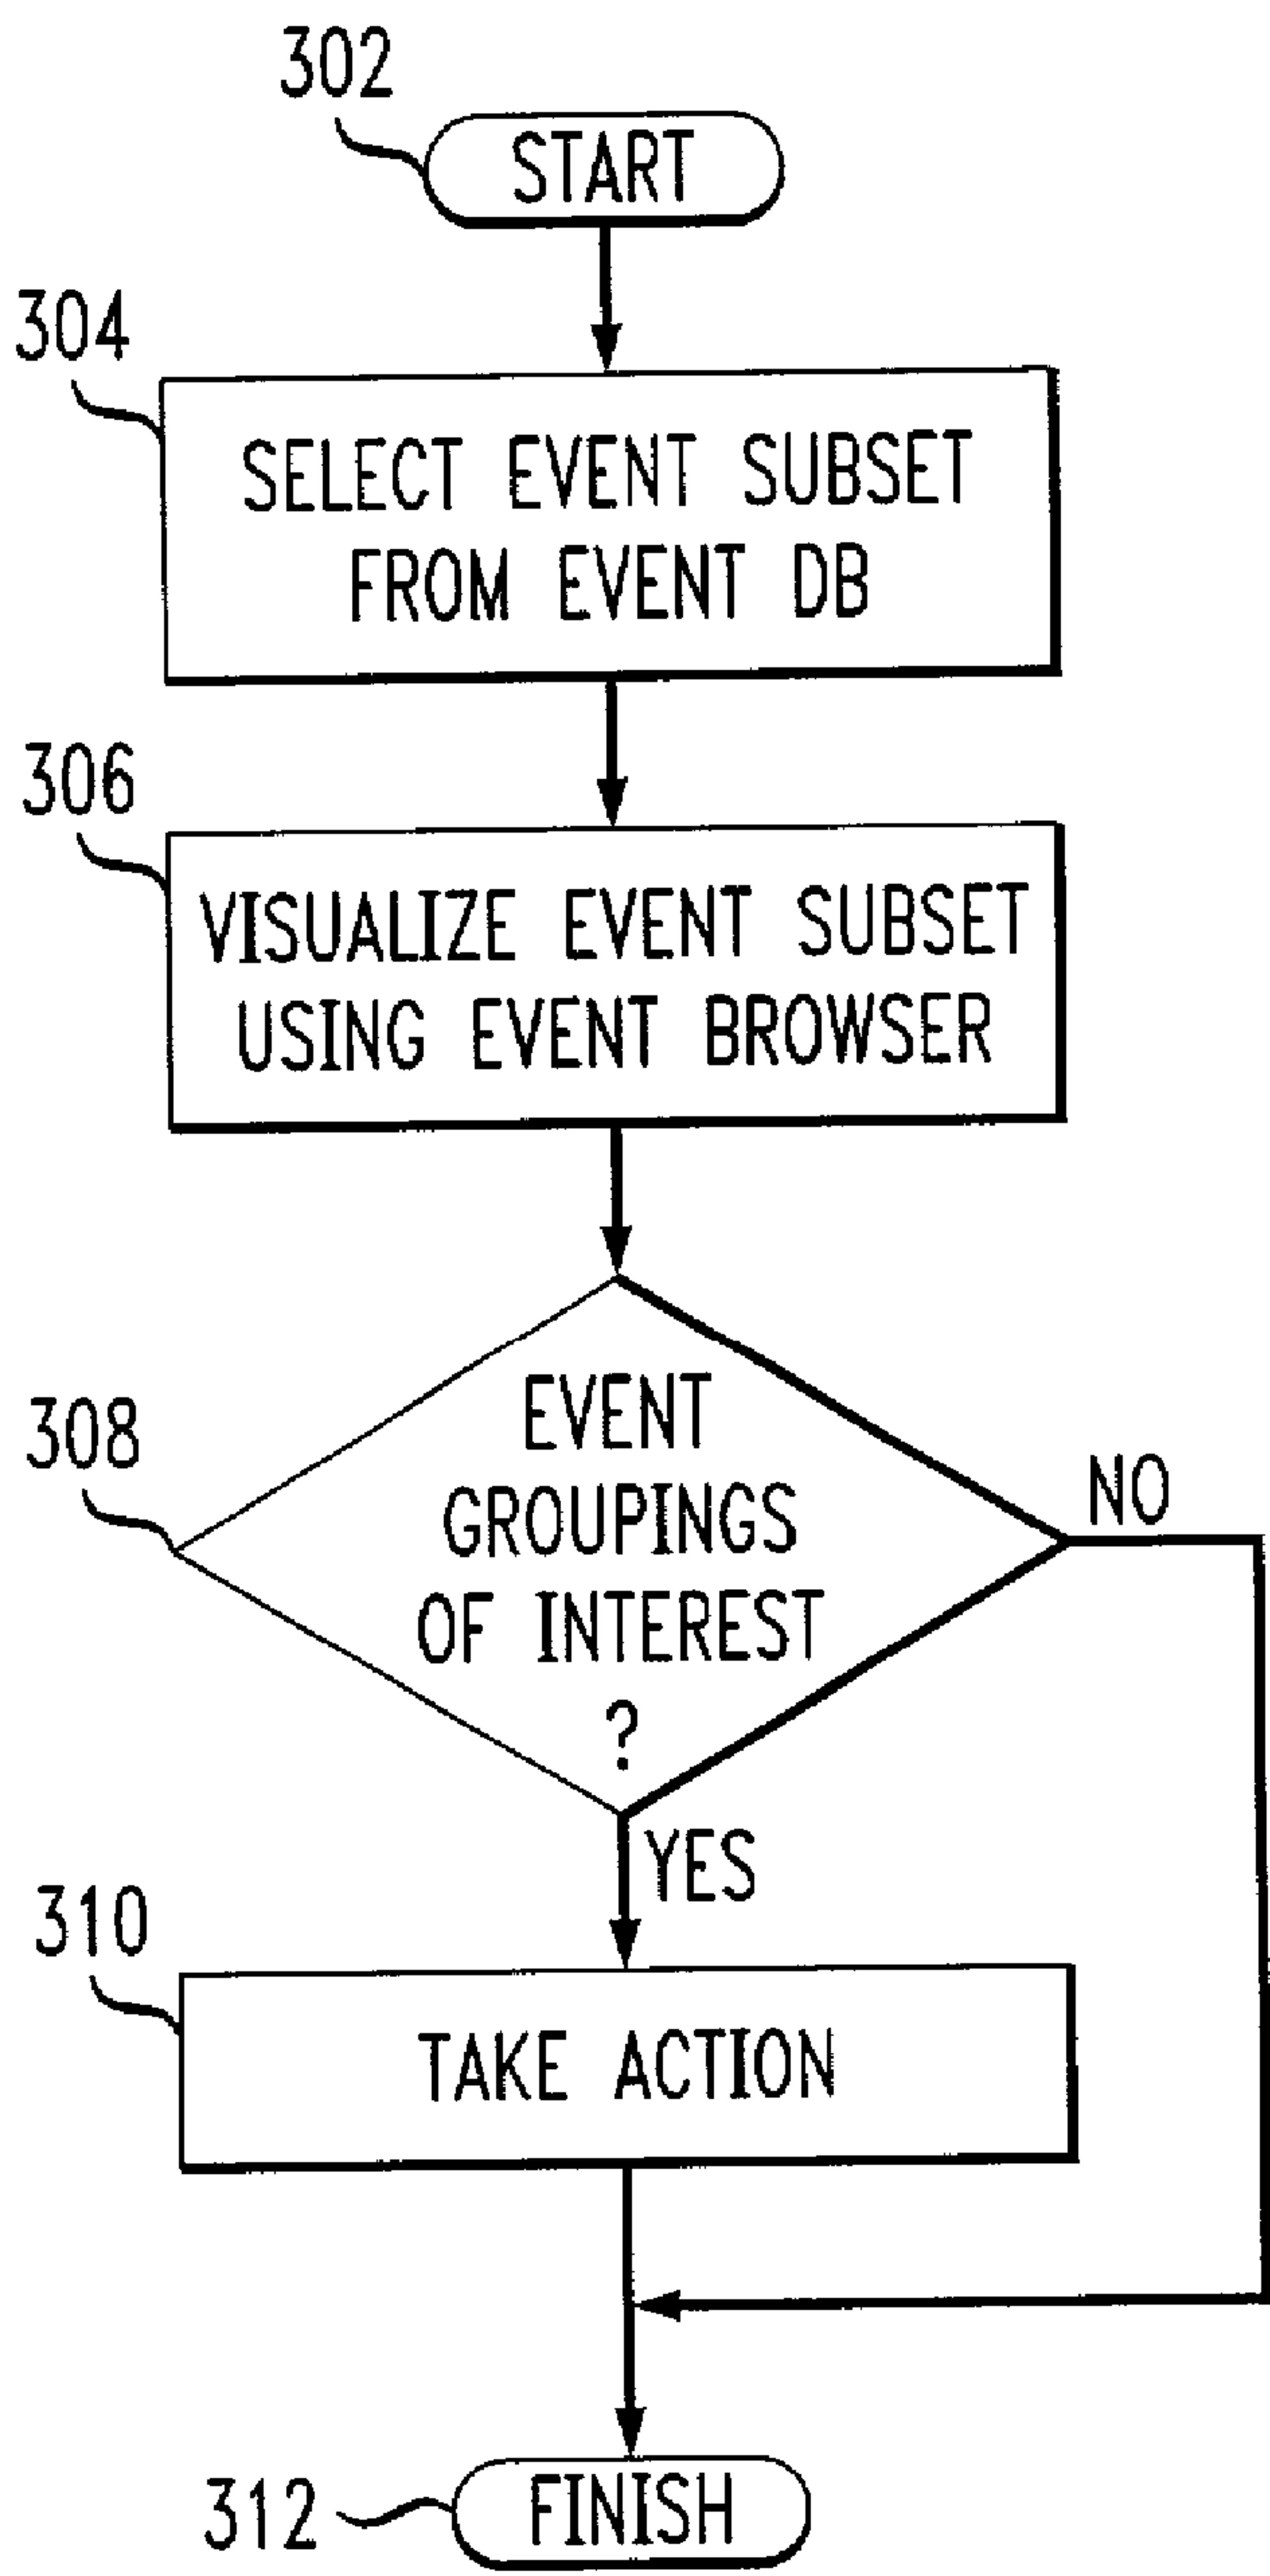 302
START
304
SELECT EVENT SUBSET
FROM EVENT DB
306
VISUALIZE EVENT SUBSET
USING EVENT BROWSER
308
EVENT
GROUPINGS
OF INTEREST
?
NO
YES
310
TAKE ACTION
312
FINISH